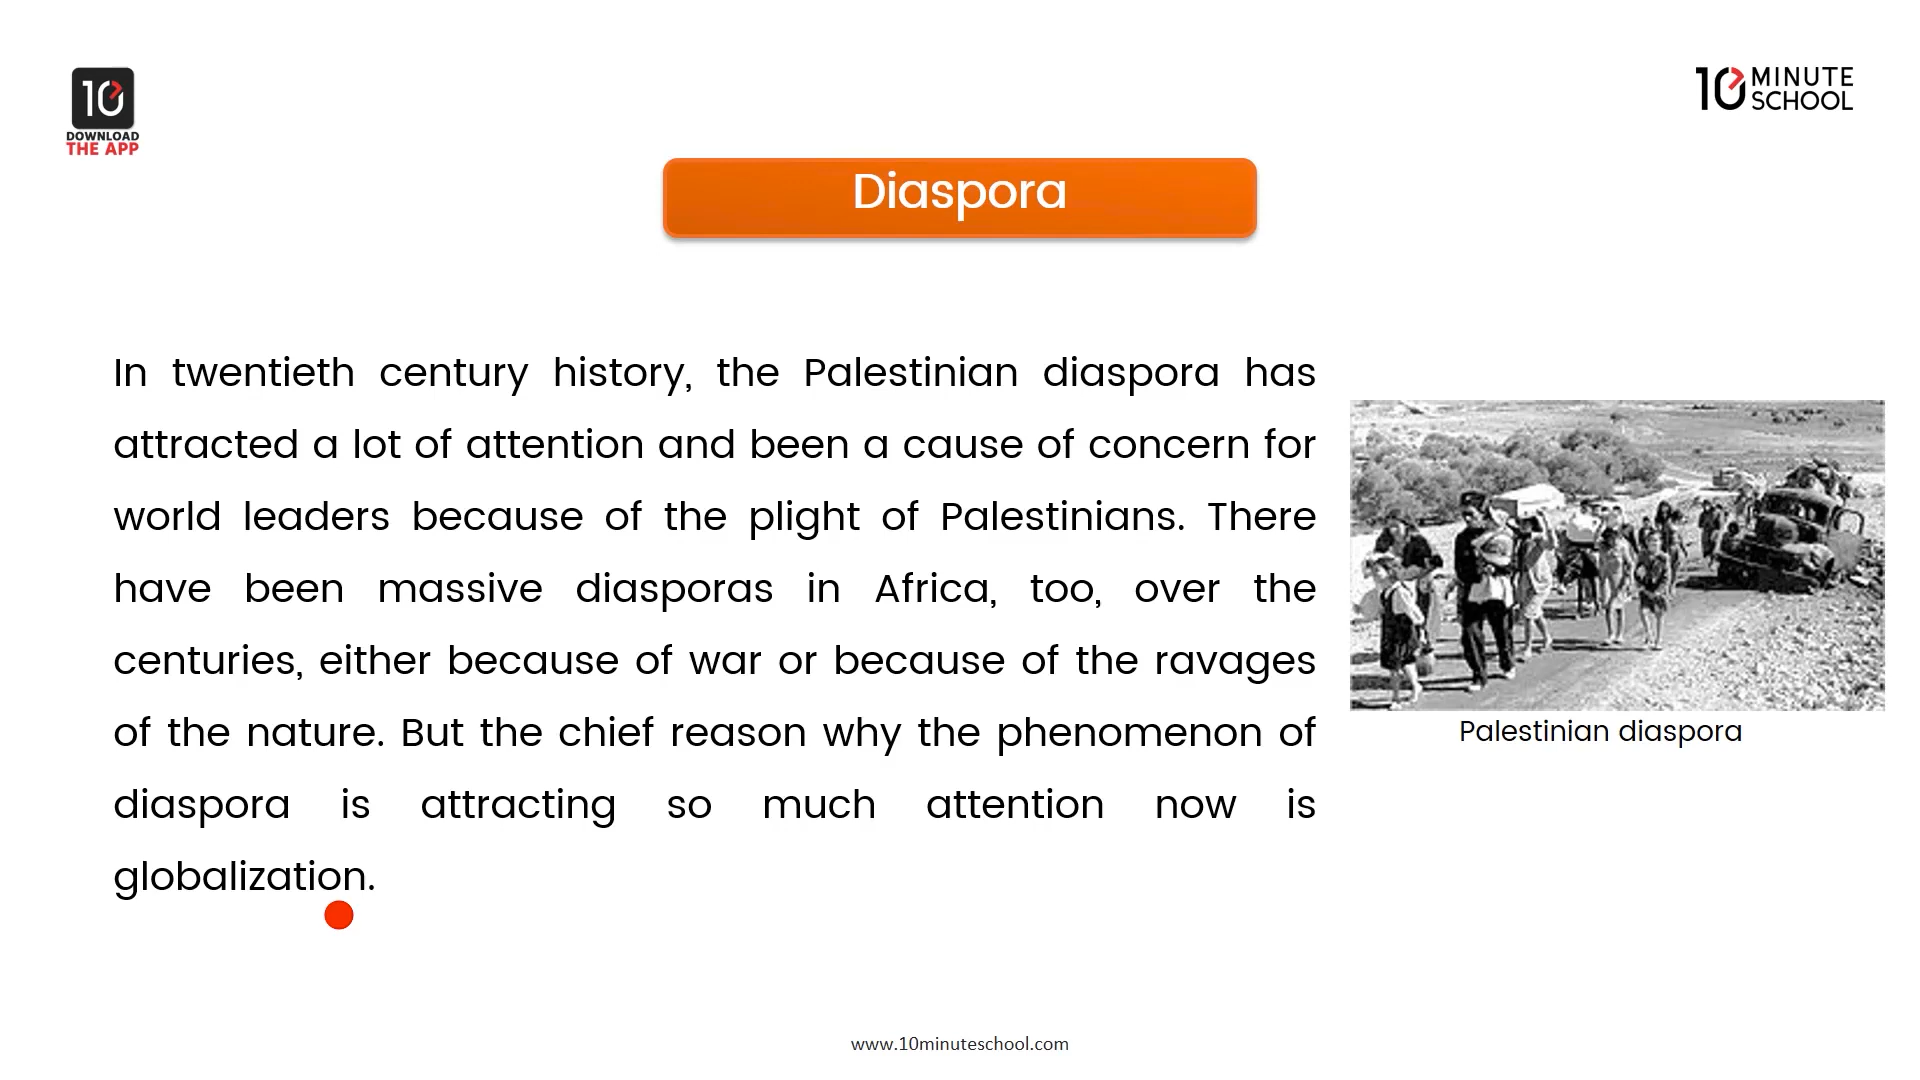 10
DOWNLOAD
THE APP
10 MINUTE
SCHOOL
Diaspora
In twentieth century history, the Palestinian diaspora has
attracted a lot of attention and been a cause of concern for
world leaders because of the plight of Palestinians. There
have been massive diasporas in Africa, too, over the
centuries, either because of war or because of the ravages
of the nature. But the chief reason why the phenomenon of
diaspora is attracting so much attention now is
globalization.
Palestinian diaspora
www.10minuteschool.com